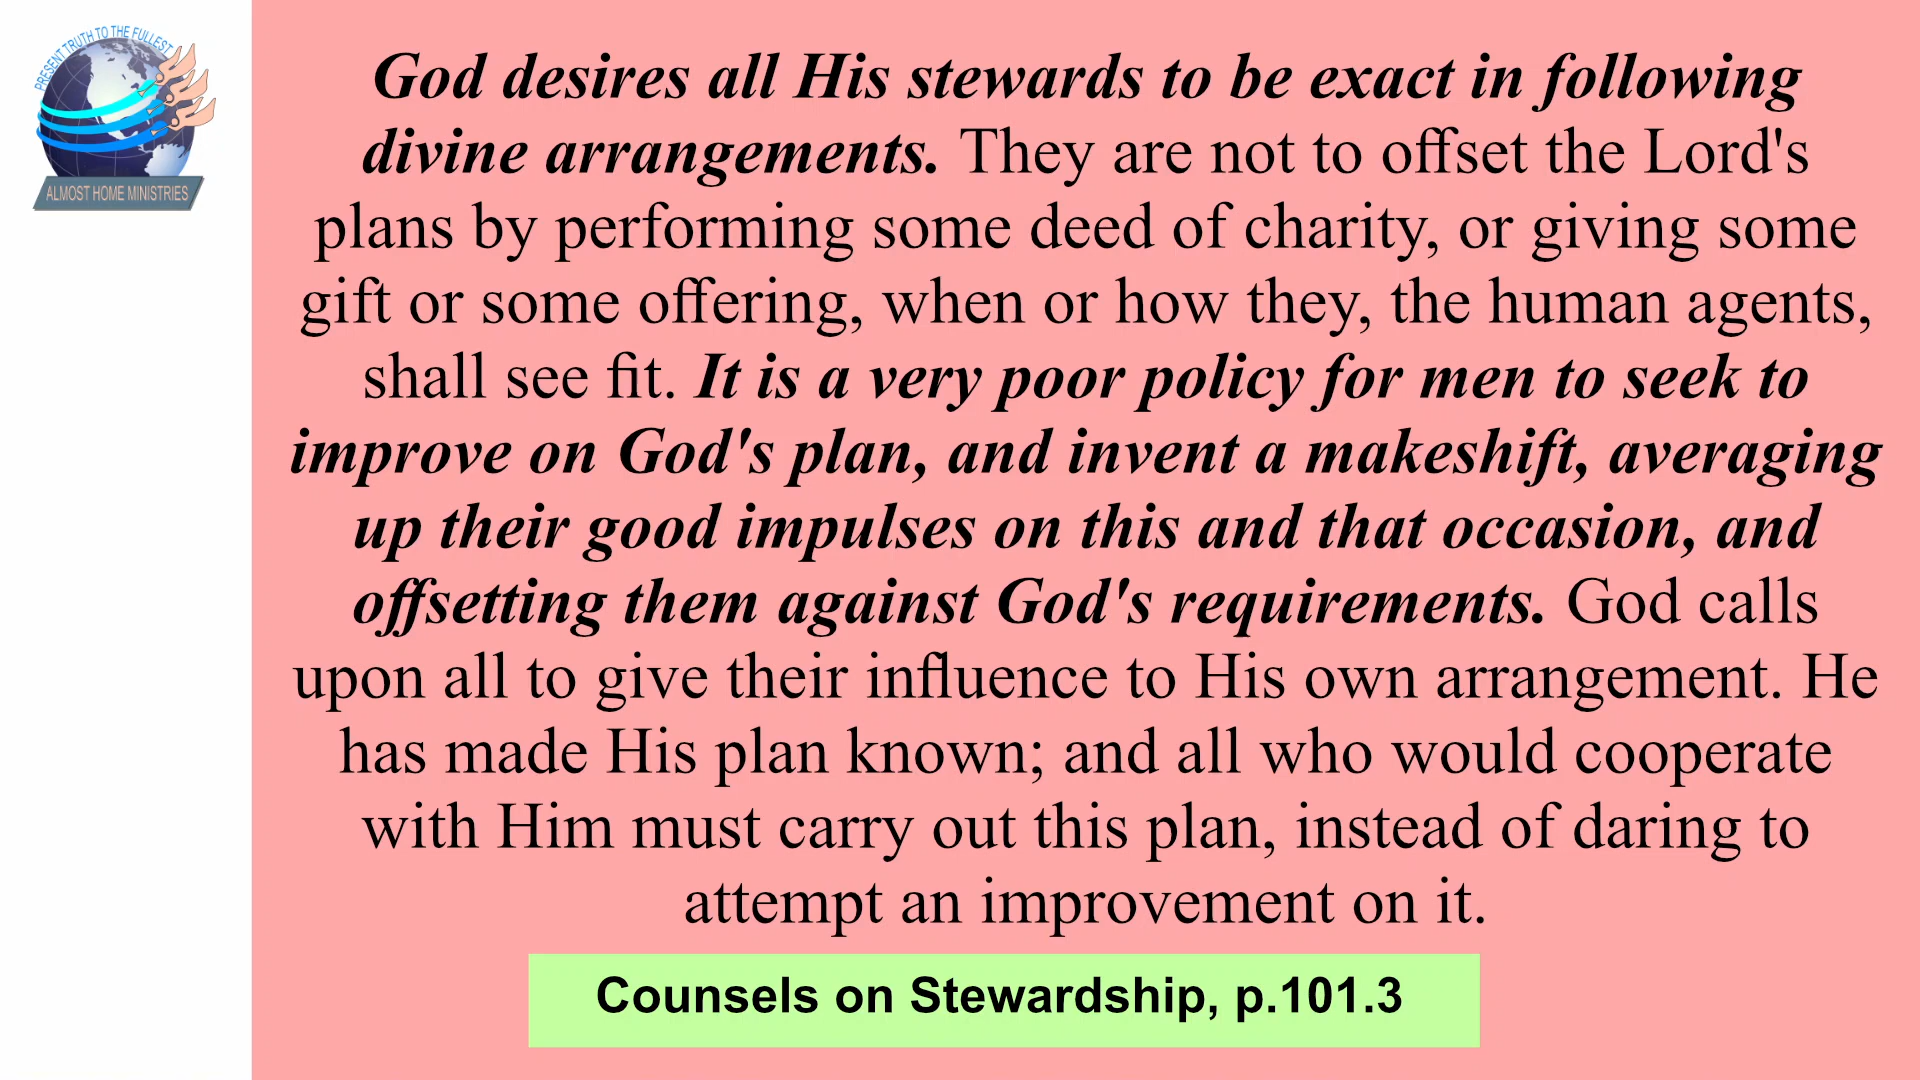 PRESENT TRUTH TO THE FULLEST
ALMOST HOME MINISTRIES
God desires all His stewards to be exact in following
divine arrangements. They are not to offset the Lord's
plans by performing some deed of charity, or giving some
gift or some offering, when or how they, the human agents,
shall see fit. It is a very poor policy for men to seek to
improve on God's plan, and invent a makeshift, averaging
up their good impulses on this and that occasion, and
offsetting them against God's requirements. God calls
upon all to give their influence to His own arrangement. He
has made His plan known; and all who would cooperate
with Him must carry out this plan, instead of daring to
attempt an improvement on it.
Counsels on Stewardship, p.101.3